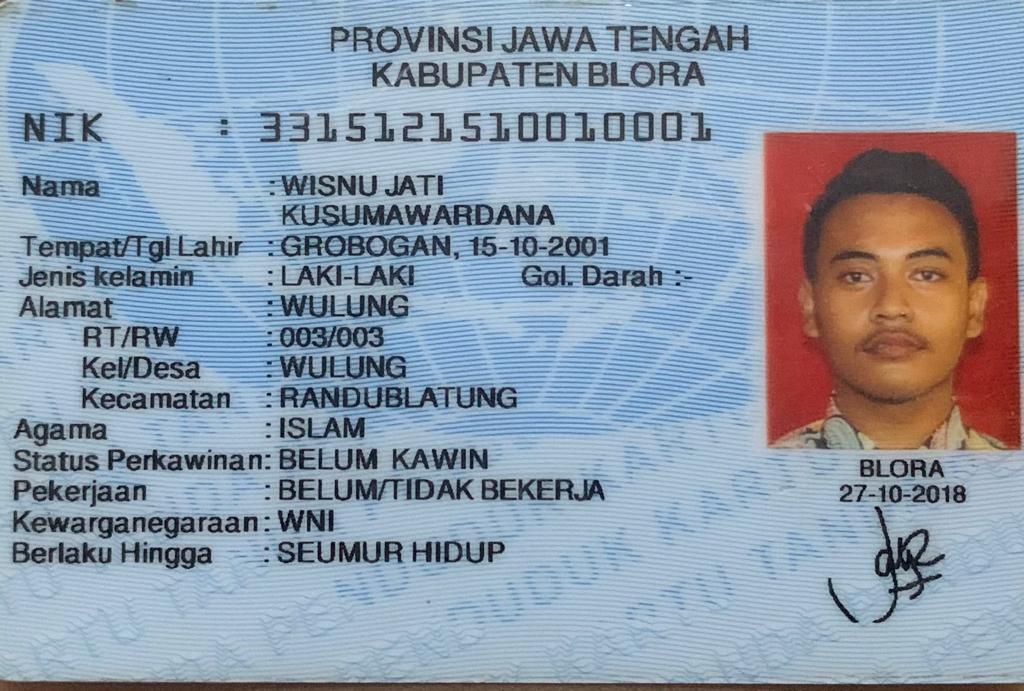 PROVINSI JAWA TENGAH
KABUPATEN BLORA
NIK : 3315121510010001
Nama : WISNU JATI
KUSUMAWARDANA
Tempat/Tgl Lahir : GROBOGAN, 15-10-2001
Jenis kelamin : LAKI-LAKI Gol. Darah :-
Alamat : WULUNG
RT/RW : 003/003
Kel/Desa : WULUNG
Kecamatan : RANDUBLATUNG
Agama : ISLAM
Status Perkawinan: BELUM KAWIN
Pekerjaan : BELUM/TIDAK BEKERJA
Kewarganegaraan: WNI
Berlaku Hingga : SEUMUR HIDUP
BLORA
27-10-2018